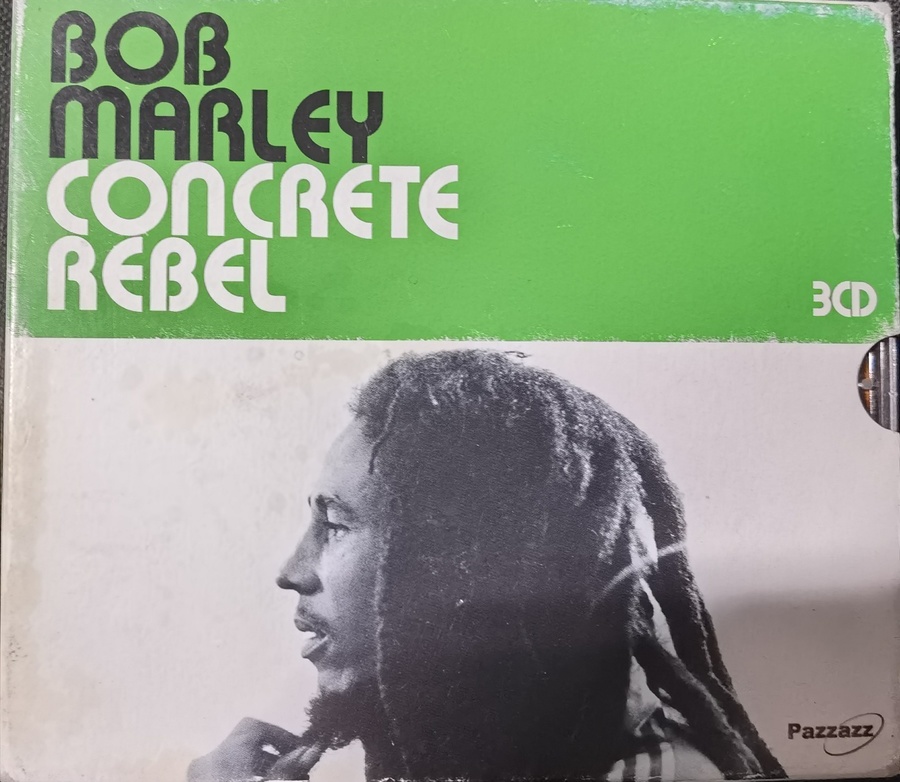 BOB
MARLEY
CONCRETE
REBEL
3CD
Pazzazz